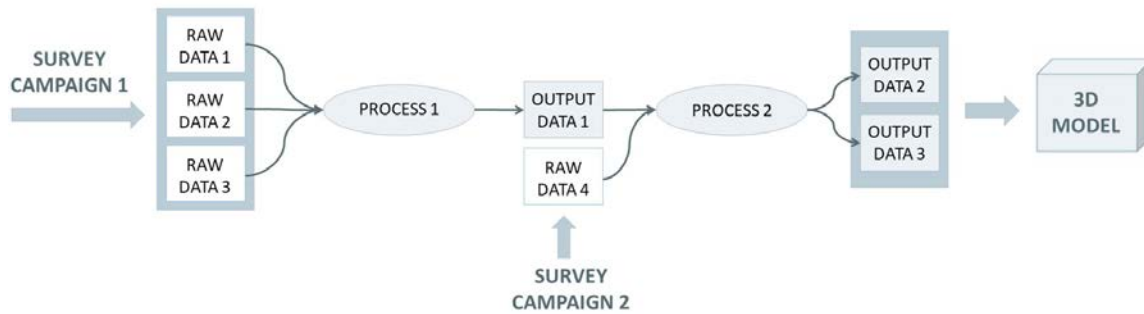 SURVEY
CAMPAIGN 1
RAW
DATA 1
RAW
DATA 2
RAW
DATA 3
PROCESS 1
OUTPUT
DATA 1
RAW
DATA 4
SURVEY
CAMPAIGN 2
PROCESS 2
OUTPUT
DATA 2
OUTPUT
DATA 3
3D
MODEL